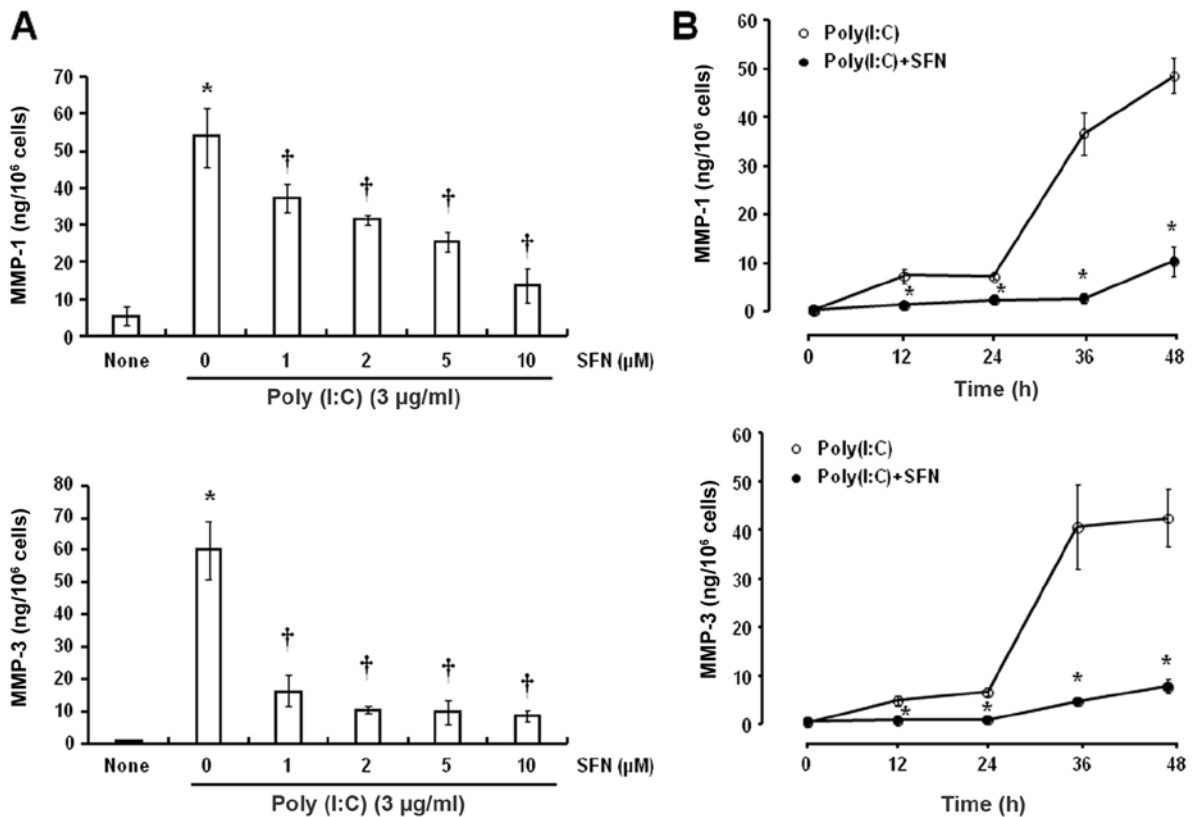 A
MMP-1 (ng/10⁶ cells)
70
60
50
40
30
20
10
0
*
†
†
†
†
None 0 1 2 5 10 SFN (µM)
Poly (I:C) (3 µg/ml)
MMP-3 (ng/10⁶ cells)
80
70
60
50
40
30
20
10
0
*
†
†
†
†
None 0 1 2 5 10 SFN (µM)
Poly (I:C) (3 µg/ml)
B
Poly(I:C)
Poly(I:C)+SFN
MMP-1 (ng/10⁶ cells)
60
50
40
30
20
10
0
* * * *
0 12 24 36 48
Time (h)
Poly(I:C)
Poly(I:C)+SFN
MMP-3 (ng/10⁶ cells)
60
50
40
30
20
10
0
* * * *
0 12 24 36 48
Time (h)